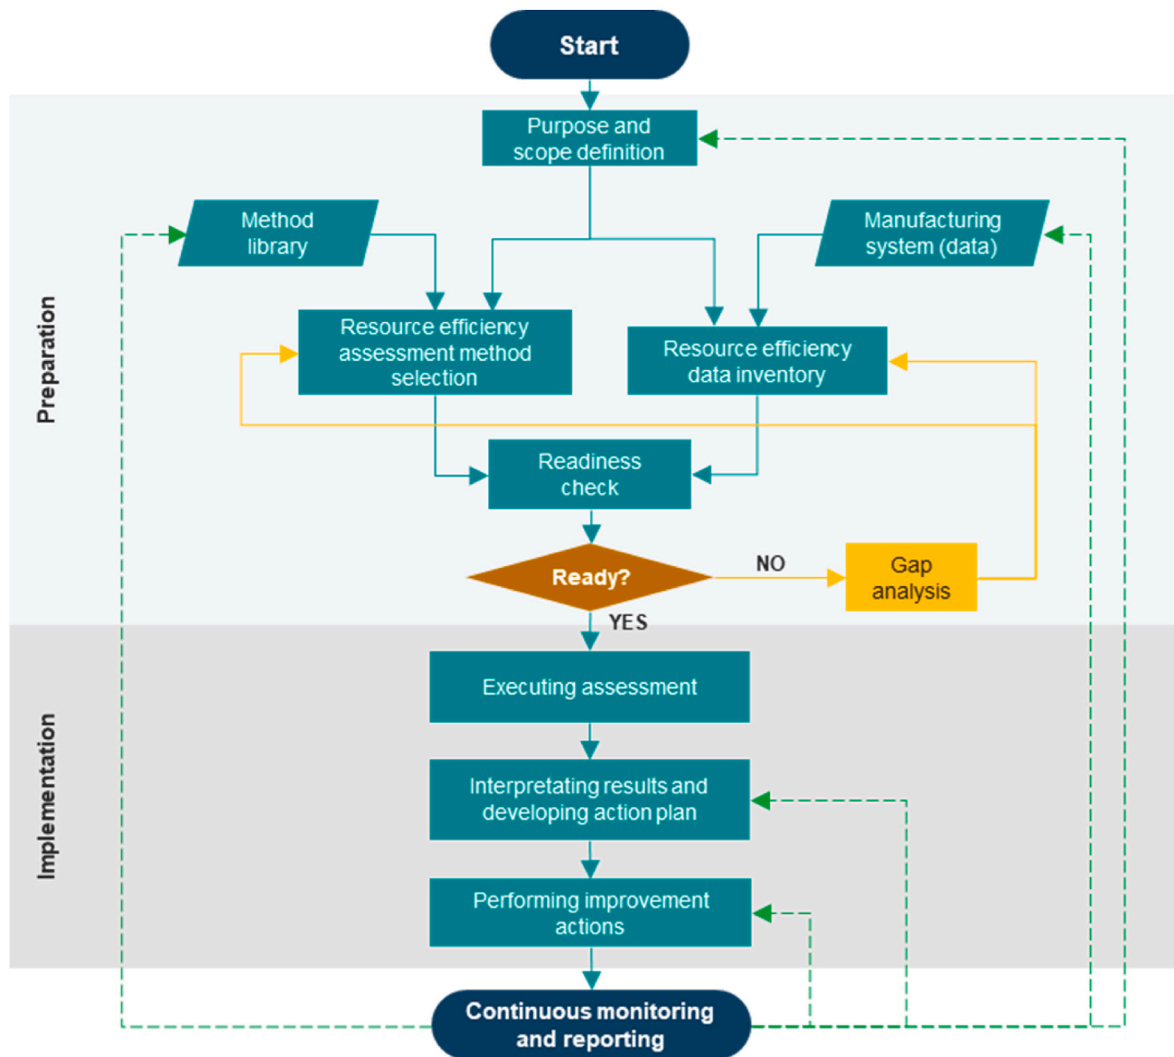 Start
Purpose and
scope definition
Method
library
Manufacturing
system (data)
Preparation
Resource efficiency
assessment method
selection
Resource efficiency
data inventory
Readiness
check
Ready?
NO
Gap
analysis
YES
Implementation
Executing assessment
Interpretating results and
developing action plan
Performing improvement
actions
Continuous monitoring
and reporting